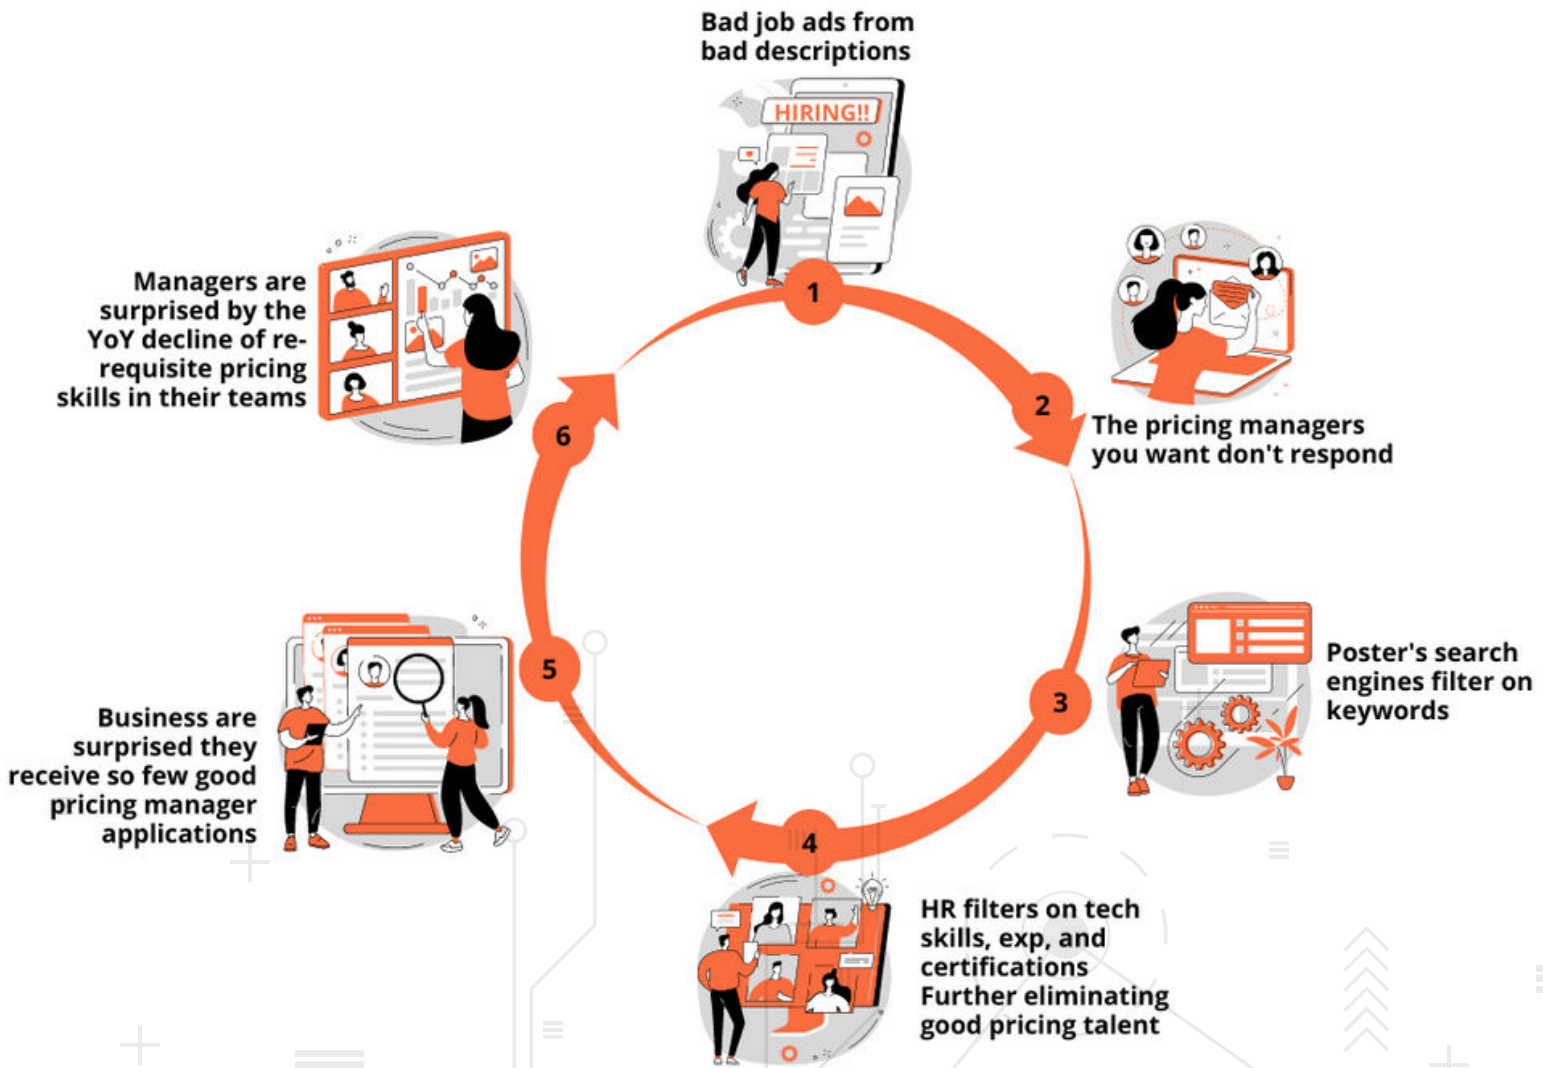 Bad job ads from
bad descriptions
HIRING!!
1
2
The pricing managers
you want don't respond
3
Poster's search
engines filter on
keywords
4
HR filters on tech
skills, exp, and
certifications
Further eliminating
good pricing talent
5
Business are
surprised they
receive so few good
pricing manager
applications
6
Managers are
surprised by the
YoY decline of re-
requisite pricing
skills in their teams